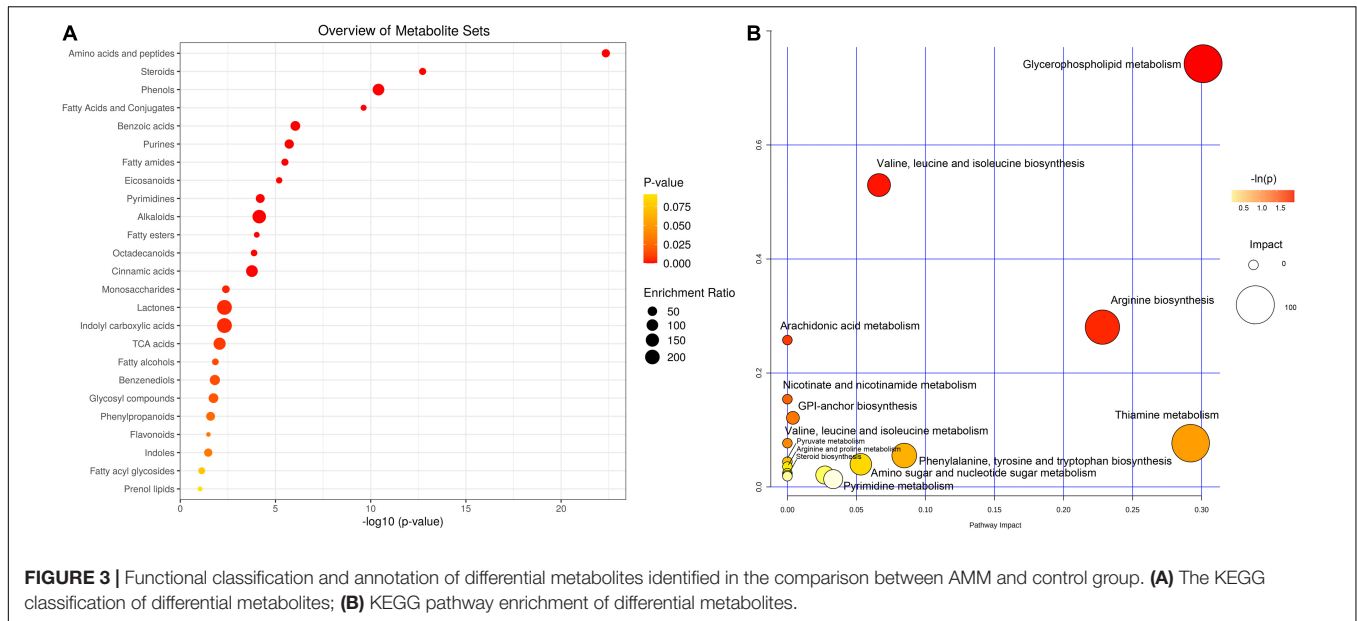 A
Overview of Metabolite Sets
Amino acids and peptides
Steroids
Phenols
Fatty Acids and Conjugates
Benzoic acids
Purines
Fatty amides
Eicosanoids
Pyrimidines
Alkaloids
Fatty esters
Octadecanoids
Cinnamic acids
Monosaccharides
Lactones
Indolyl carboxylic acids
TCA acids
Fatty alcohols
Benzenediols
Glycosyl compounds
Phenylpropanoids
Flavonoids
Indoles
Fatty acyl glycosides
Prenol lipids
0 5 10 15 20
-log10 (p-value)
P-value
0.075
0.050
0.025
0.000
Enrichment Ratio
50
100
150
200
B
Glycerophospholipid metabolism
Valine, leucine and isoleucine biosynthesis
Arginine biosynthesis
Arachidonic acid metabolism
Nicotinate and nicotinamide metabolism
GPI-anchor biosynthesis
Thiamine metabolism
Valine, leucine and isoleucine metabolism
Pyruvate metabolism
Arginine and proline metabolism
Steroid biosynthesis
Phenylalanine, tyrosine and tryptophan biosynthesis
Amino sugar and nucleotide sugar metabolism
Pyrimidine metabolism
0.6
0.4
0.2
0.0
0.00 0.05 0.10 0.15 0.20 0.25 0.30
Pathway Impact
-ln(p)
0.5 1.0 1.5
Impact
0
100
FIGURE 3 | Functional classification and annotation of differential metabolites identified in the comparison between AMM and control group. (A) The KEGG
classification of differential metabolites; (B) KEGG pathway enrichment of differential metabolites.